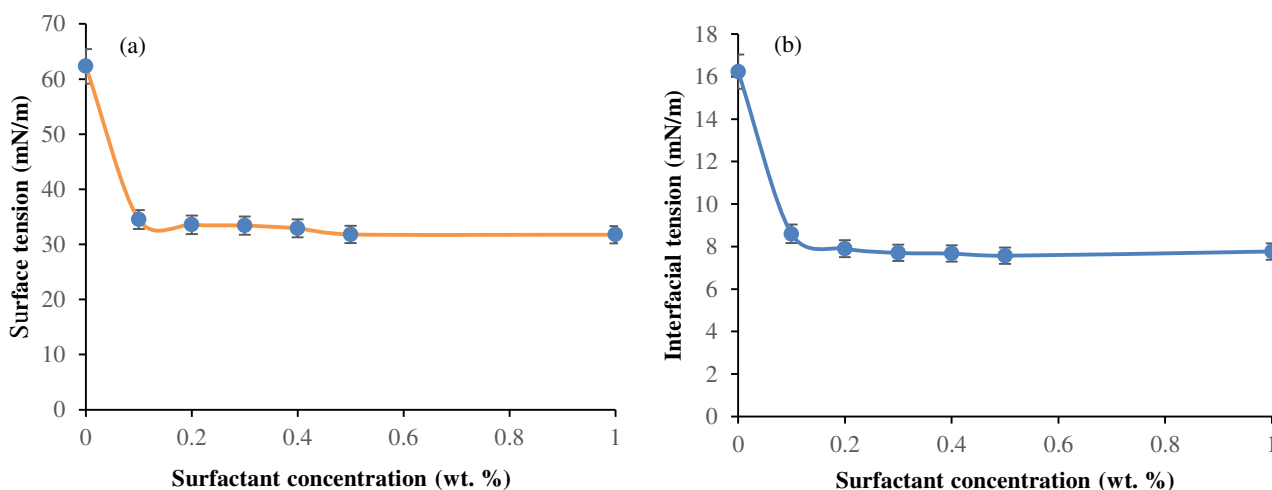 (a)
Surface tension (mN/m)
70
60
50
40
30
20
10
0
0 0.2 0.4 0.6 0.8 1
Surfactant concentration (wt. %)
(b)
Interfacial tension (mN/m)
18
16
14
12
10
8
6
4
2
0
0 0.2 0.4 0.6 0.8 1
Surfactant concentration (wt. %)